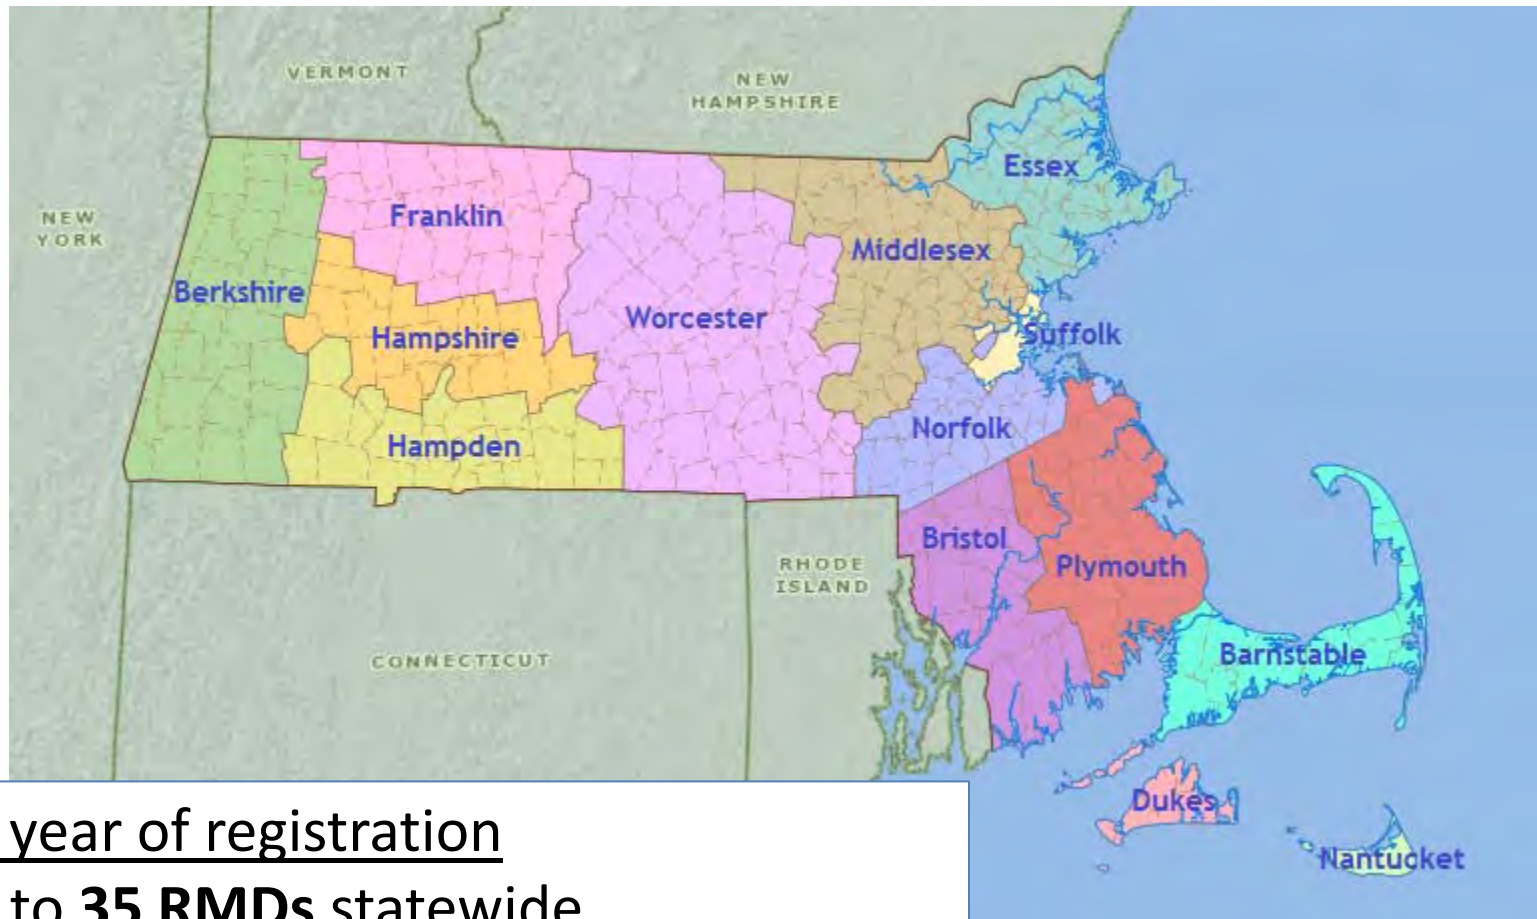 VERMONT
NEW
HAMPSHIRE
Essex
NEW
YORK
Franklin
Middlesex
Berkshire
Worcester
Hampshire
Suffolk
Norfolk
Hampden
Bristol
Plymouth
RHODE
ISLAND
CONNECTICUT
Barnstable
Dukes
Nantucket
year of registration
to 35 RMDs statewide